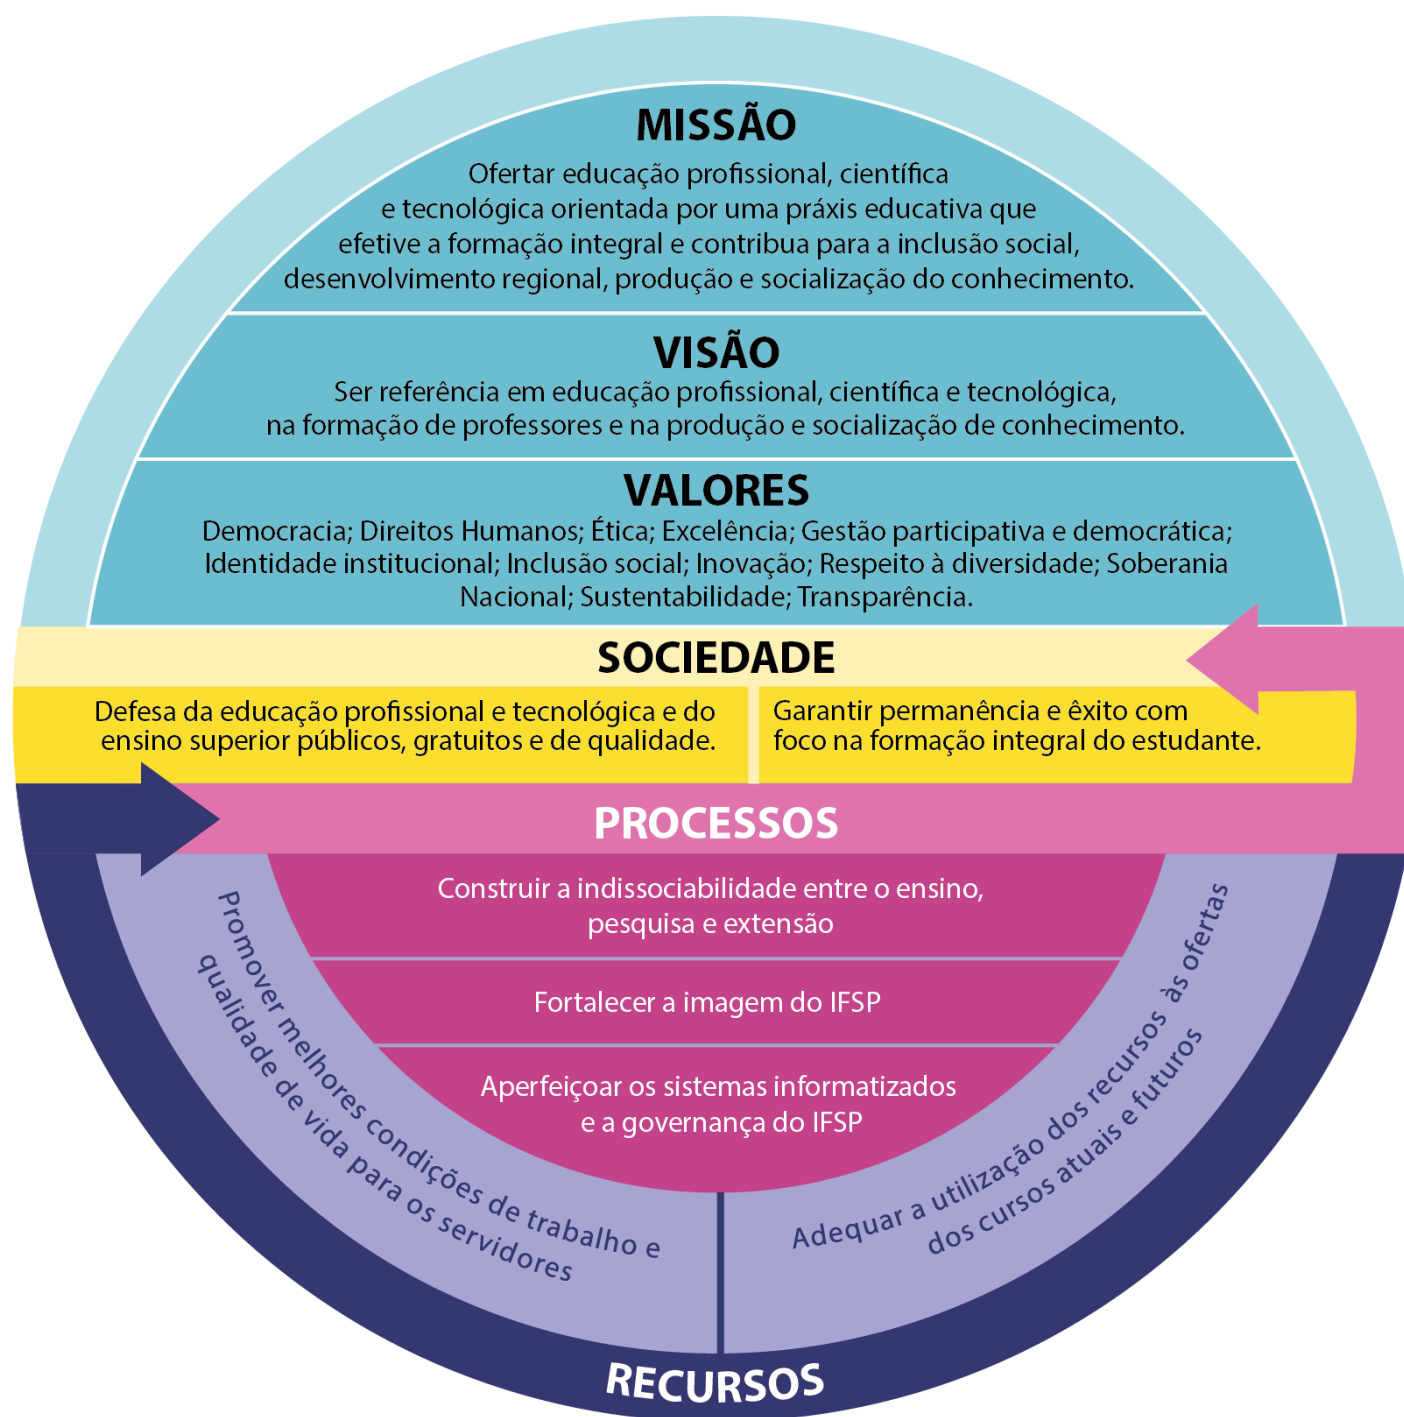 MISSÃO
Ofertar educação profissional, científica
e tecnológica orientada por uma práxis educativa que
efetive a formação integral e contribua para a inclusão social,
desenvolvimento regional, produção e socialização do conhecimento.
VISÃO
Ser referência em educação profissional, científica e tecnológica,
na formação de professores e na produção e socialização de conhecimento.
VALORES
Democracia; Direitos Humanos; Ética; Excelência; Gestão participativa e democrática;
Identidade institucional; Inclusão social; Inovação; Respeito à diversidade; Soberania
Nacional; Sustentabilidade; Transparência.
SOCIEDADE
Defesa da educação profissional e tecnológica e do
ensino superior públicos, gratuitos e de qualidade.
Garantir permanência e êxito com
foco na formação integral do estudante.
PROCESSOS
Construir a indissociabilidade entre o ensino,
pesquisa e extensão
Fortalecer a imagem do IFSP
Aperfeiçoar os sistemas informatizados
e a governança do IFSP
Promover melhores condições de trabalho e
qualidade de vida para os servidores
Adequar a utilização dos recursos às ofertas
dos cursos atuais e futuros
RECURSOS